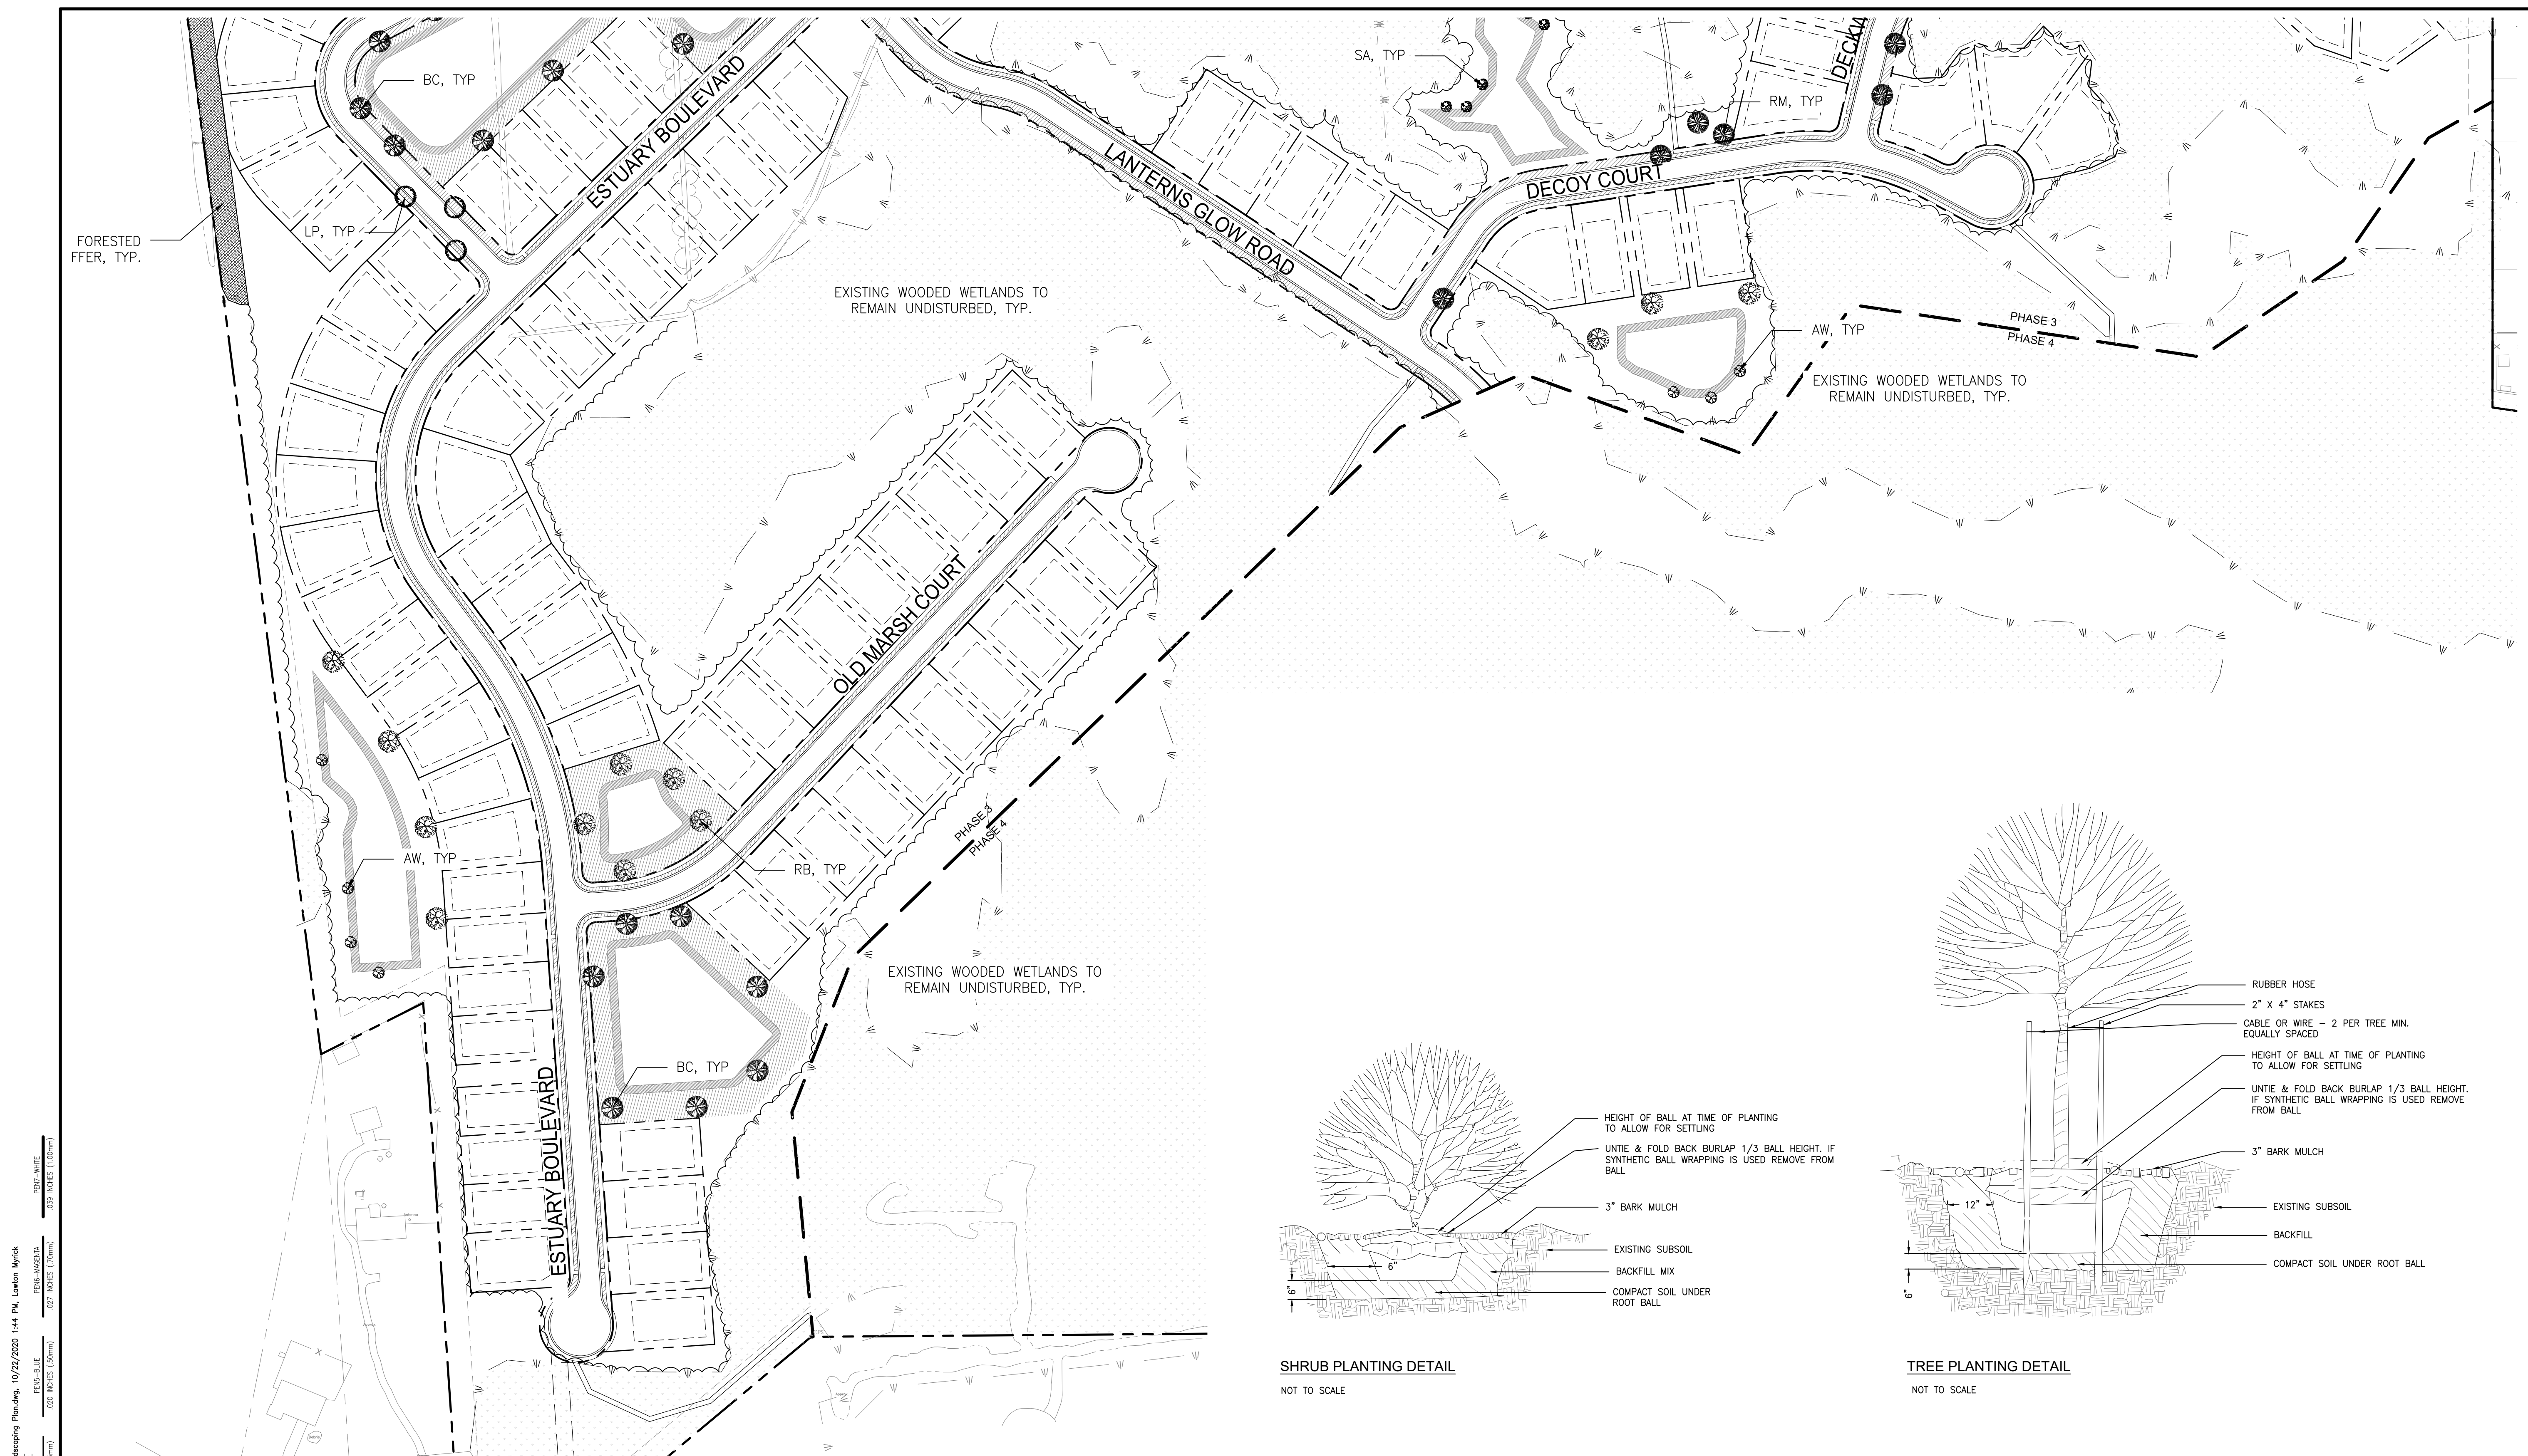 BC, TYP
ESTUARY BOULEVARD
SA, TYP
RM, TYP
LANTERNS GLOW ROAD
DECOY COURT
LP, TYP
FORESTED
FFER, TYP.
EXISTING WOODED WETLANDS TO
REMAIN UNDISTURBED, TYP.
AW, TYP
PHASE 3
PHASE 4
EXISTING WOODED WETLANDS TO
REMAIN UNDISTURBED, TYP.
OLD MARSH COURT
PHASE 3
PHASE 4
AW, TYP
RB, TYP
EXISTING WOODED WETLANDS TO
REMAIN UNDISTURBED, TYP.
BC, TYP
ESTUARY BOULEVARD
HEIGHT OF BALL AT TIME OF PLANTING
TO ALLOW FOR SETTLING
UNTIE & FOLD BACK BURLAP 1/3 BALL HEIGHT. IF
SYNTHETIC BALL WRAPPING IS USED REMOVE FROM
BALL
3" BARK MULCH
EXISTING SUBSOIL
6"
BACKFILL MIX
6"
COMPACT SOIL UNDER
ROOT BALL
SHRUB PLANTING DETAIL
NOT TO SCALE
RUBBER HOSE
2" X 4" STAKES
CABLE OR WIRE – 2 PER TREE MIN.
EQUALLY SPACED
HEIGHT OF BALL AT TIME OF PLANTING
TO ALLOW FOR SETTLING
UNTIE & FOLD BACK BURLAP 1/3 BALL HEIGHT.
IF SYNTHETIC BALL WRAPPING IS USED REMOVE
FROM BALL
3" BARK MULCH
12"
EXISTING SUBSOIL
BACKFILL
COMPACT SOIL UNDER ROOT BALL
6"
TREE PLANTING DETAIL
NOT TO SCALE
dscaping Plan.dwg, 10/22/2020 1:44 PM, Lawton Myrick
PEN5-BLUE
.020 INCHES (.50mm)
PEN6-MAGENTA
.027 INCHES (.70mm)
PEN7-WHITE
.039 INCHES (1.00mm)